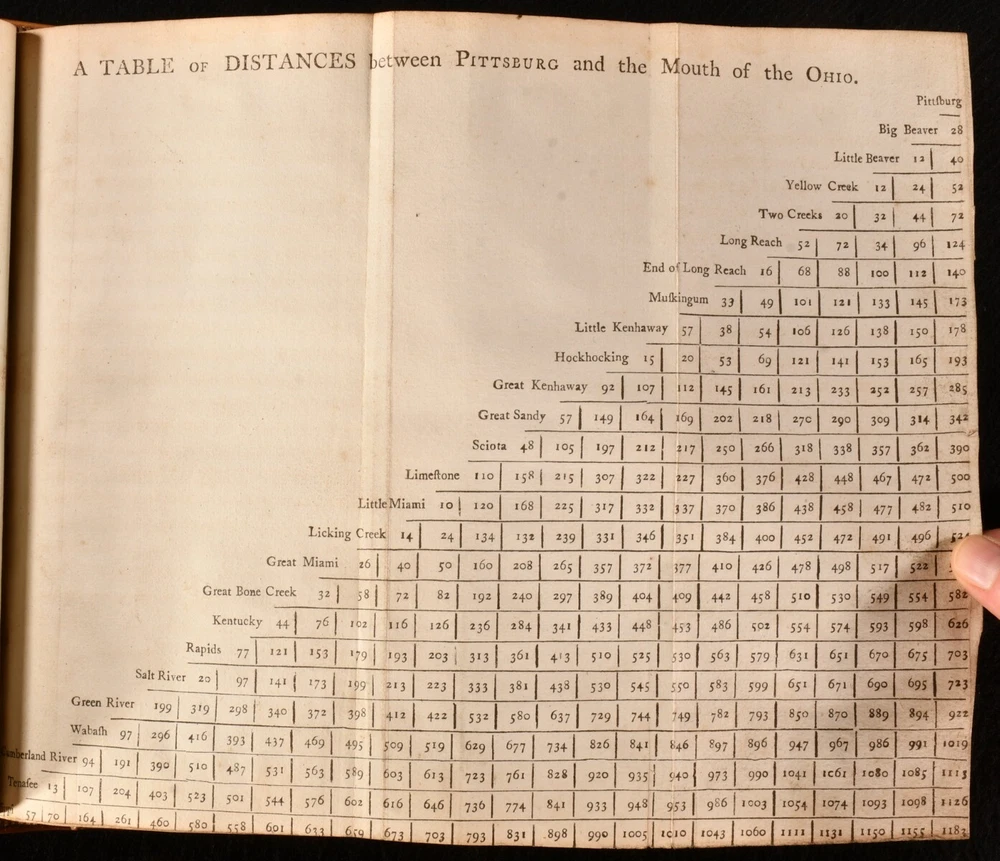 A TABLE OF DISTANCES between PITTSBURG and the Mouth of the OHIO.
Pittſburg
Big Beaver 28
Little Beaver 12 40
Yellow Creek 12 24 52
Two Creeks 20 32 44 72
Long Reach 52 72 34 96 124
End of Long Reach 16 68 88 100 112 140
Muſkingum 33 49 101 121 133 145 173
Little Kenhaway 57 38 54 106 126 138 150 178
Hockhocking 15 20 53 69 121 141 153 165 193
Great Kenhaway 92 107 112 145 161 213 233 252 257 285
Great Sandy 57 149 164 169 202 218 270 290 309 314 342
Sciota 48 105 197 212 217 250 266 318 338 357 362 390
Limeſtone 110 158 215 307 322 227 360 376 428 448 467 472 500
Little Miami 10 120 168 225 317 332 337 370 386 438 458 477 482 510
Licking Creek 14 24 134 132 239 331 346 351 384 400 452 472 491 496
Great Miami 26 40 50 160 208 265 357 372 377 410 426 478 498 517 522
Great Bone Creek 32 58 72 82 192 240 297 389 404 409 442 458 510 530 549 554 582
Kentucky 44 76 102 116 126 236 284 341 433 448 453 486 502 554 574 593 598 626
Rapids 77 121 153 179 193 203 313 361 413 510 525 530 563 579 631 651 670 675 703
Salt River 20 97 141 173 199 213 223 333 381 438 530 545 550 583 599 651 671 690 695 723
Green River 199 319 298 340 372 398 412 422 532 580 637 729 744 749 782 793 850 870 889 894 922
Wabaſh 97 296 416 393 437 469 495 509 519 629 677 734 826 841 846 897 896 947 967 986 991 1019
River 94 191 390 510 487 531 563 589 603 613 723 761 828 920 935 940 973 990 1041 1061 1080 1085 1113
Tenaſee 13 107 204 403 523 501 544 576 602 616 646 736 774 841 933 948 953 986 1003 1054 1074 1093 1098 1126
57 70 164 261 460 580 558 601 633 659 673 703 793 831 898 990 1005 1010 1043 1060 1111 1131 1150 1155 1183